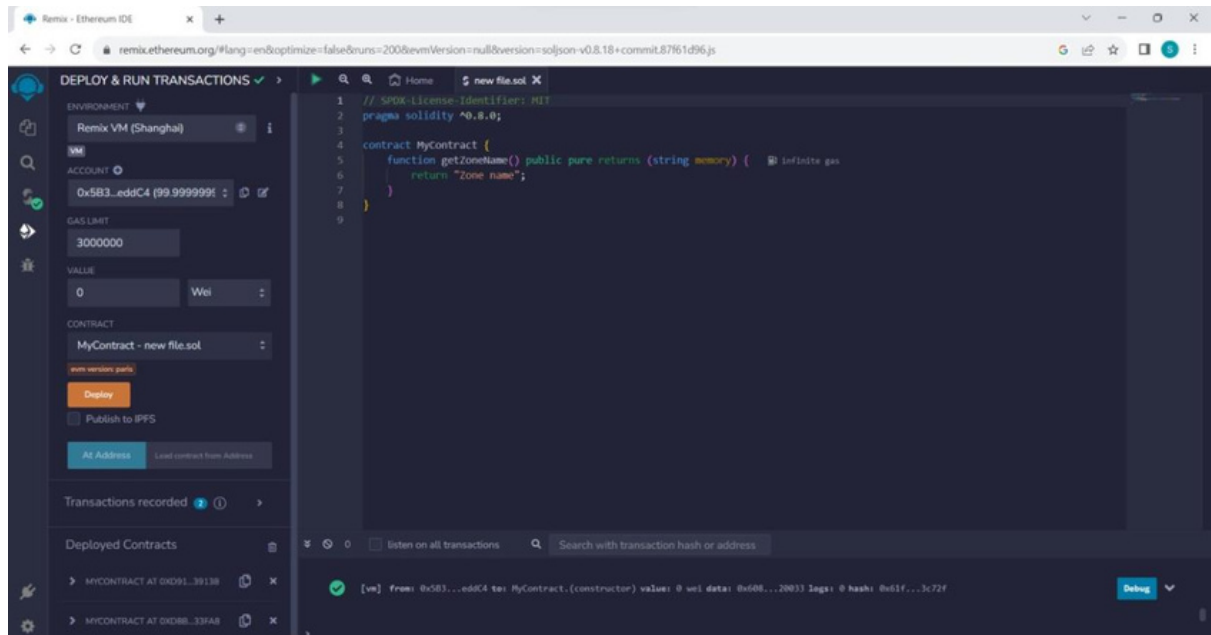 Remix - Ethereum IDE
remix.ethereum.org/#lang=en&optimize=false&runs=200&evmVersion=null&version=soljson-v0.8.18+commit.87f61d96.js
S
DEPLOY & RUN TRANSACTIONS
ENVIRONMENT
Remix VM (Shanghai)
VM
ACCOUNT
0x5B3...eddC4 (99.9999999
GAS LIMIT
3000000
VALUE
0 Wei
CONTRACT
MyContract - new file.sol
evm version: paris
Deploy
Publish to IPFS
At Address Load contract from Address
Transactions recorded 2
Deployed Contracts
MYCONTRACT AT 0XD91...39138
MYCONTRACT AT 0XD8B...33FA8
Home new file.sol
1 // SPDX-License-Identifier: MIT
2 pragma solidity ^0.8.0;
3
4 contract MyContract {
5 function getZoneName() public pure returns (string memory) { infinite gas
6 return "Zone name";
7 }
8 }
9
0 listen on all transactions Search with transaction hash or address
[vm] from: 0x5B3...eddC4 to: MyContract.(constructor) value: 0 wei data: 0x608...20033 logs: 0 hash: 0x61f...3c72f
Debug